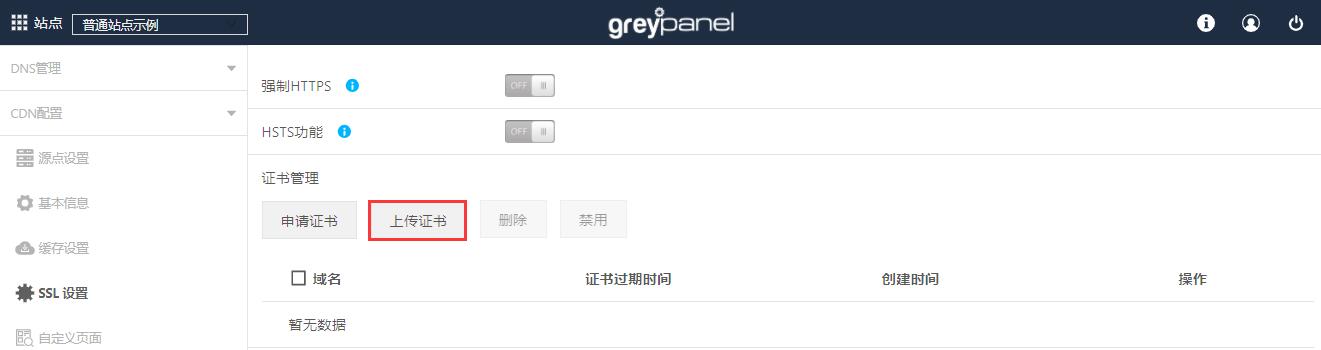 站点 普通站点示例 greypanel
DNS管理
CDN配置
源点设置
基本信息
缓存设置
SSL 设置
自定义页面
强制HTTPS OFF
HSTS功能 OFF
证书管理
申请证书 上传证书 删除 禁用
域名 证书过期时间 创建时间 操作
暂无数据